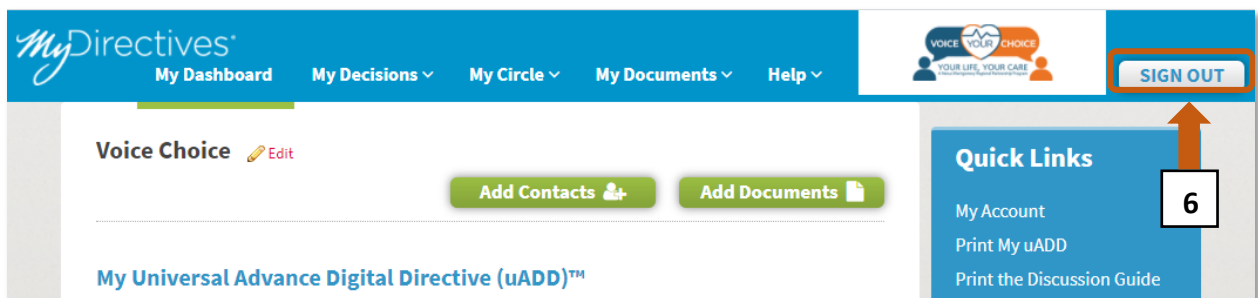 MyDirectives
My Dashboard My Decisions My Circle My Documents Help
VOICE YOUR CHOICE
YOUR LIFE, YOUR CARE
SIGN OUT
Voice Choice Edit
Add Contacts Add Documents
My Universal Advance Digital Directive (uADD)™
Quick Links
My Account
Print My uADD
Print the Discussion Guide
6